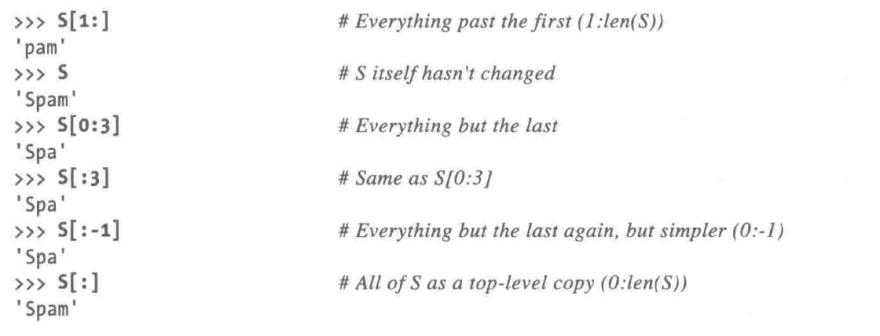 >>> S[1:] # Everything past the first (1:len(S))
'pam'
>>> S # S itself hasn't changed
'Spam'
>>> S[0:3] # Everything but the last
'Spa'
>>> S[:3] # Same as S[0:3]
'Spa'
>>> S[:-1] # Everything but the last again, but simpler (0:-1)
'Spa'
>>> S[:] # All of S as a top-level copy (0:len(S))
'Spam'